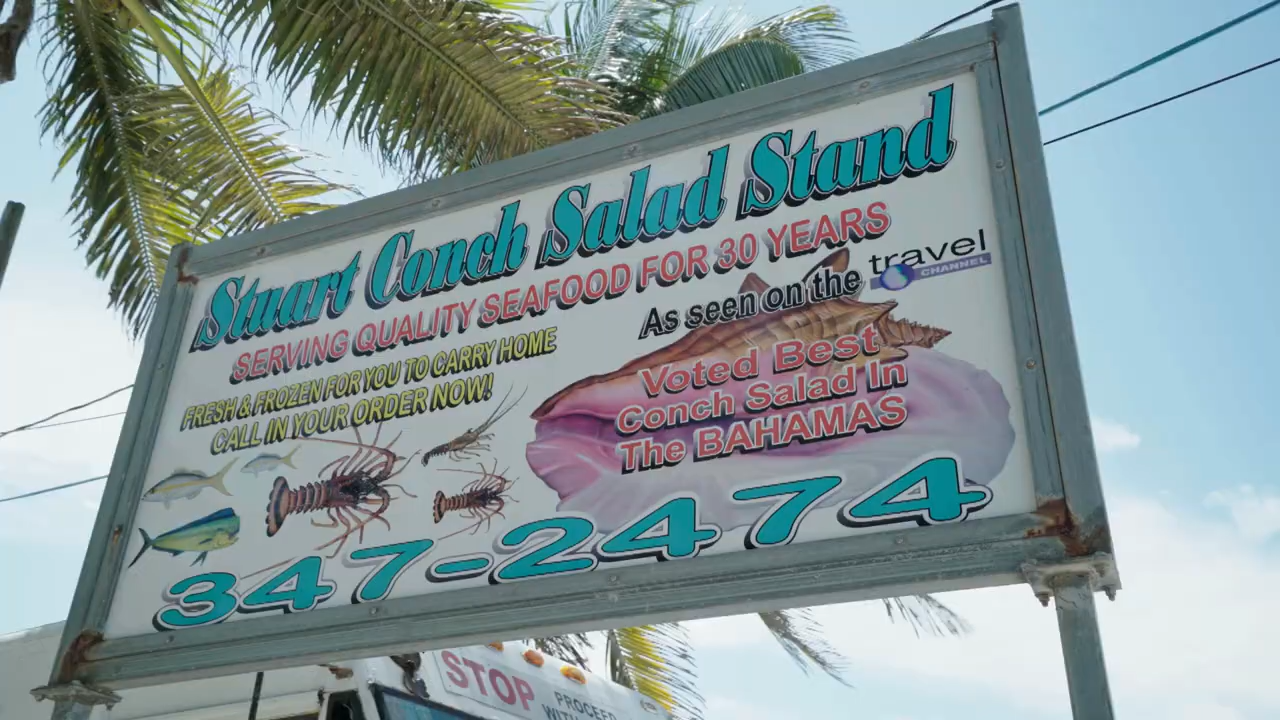 Stuart Conch Salad Stand
SERVING QUALITY SEAFOOD FOR 30 YEARS
As seen on the travel CHANNEL
FRESH & FROZEN FOR YOU TO CARRY HOME
CALL IN YOUR ORDER NOW!
Voted Best
Conch Salad In
The BAHAMAS
347-2474
STOP
PROCEED